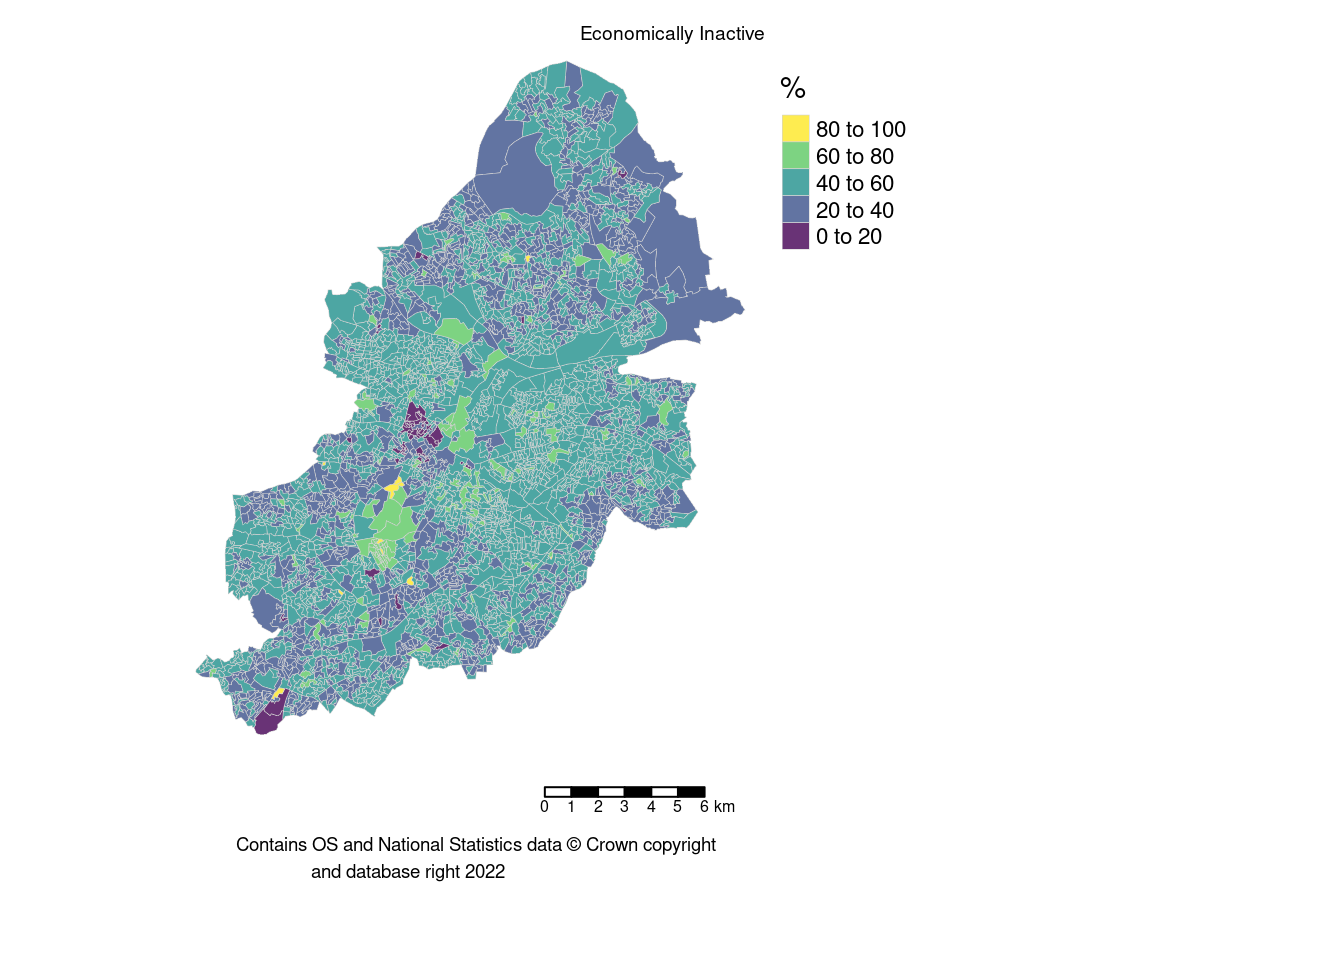 Economically Inactive
%
80 to 100
60 to 80
40 to 60
20 to 40
0 to 20
0 1 2 3 4 5 6 km
Contains OS and National Statistics data © Crown copyright
and database right 2022